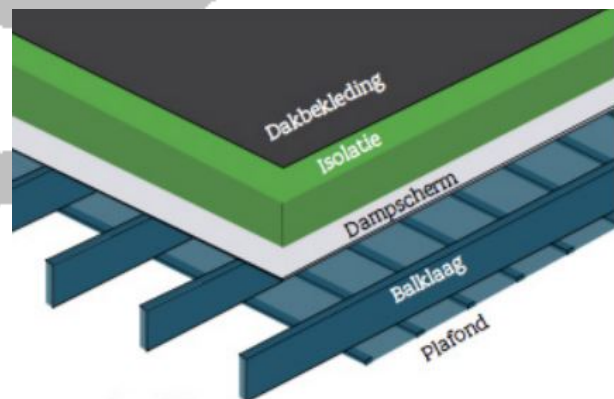 Dakbekleding
Isolatie
Dampscherm
Balklaag
Plafond